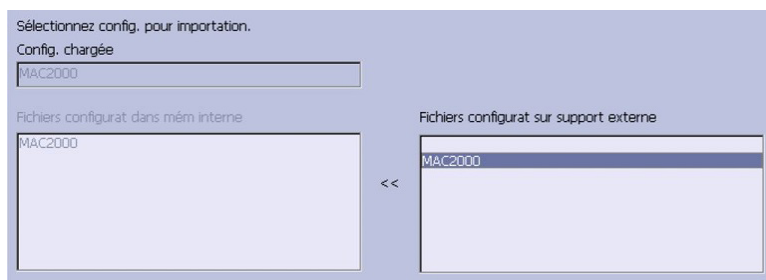 Sélectionnez config. pour importation.
Config. chargée
MAC2000
Fichiers configurat dans mém interne
MAC2000
<<
Fichiers configurat sur support externe
MAC2000